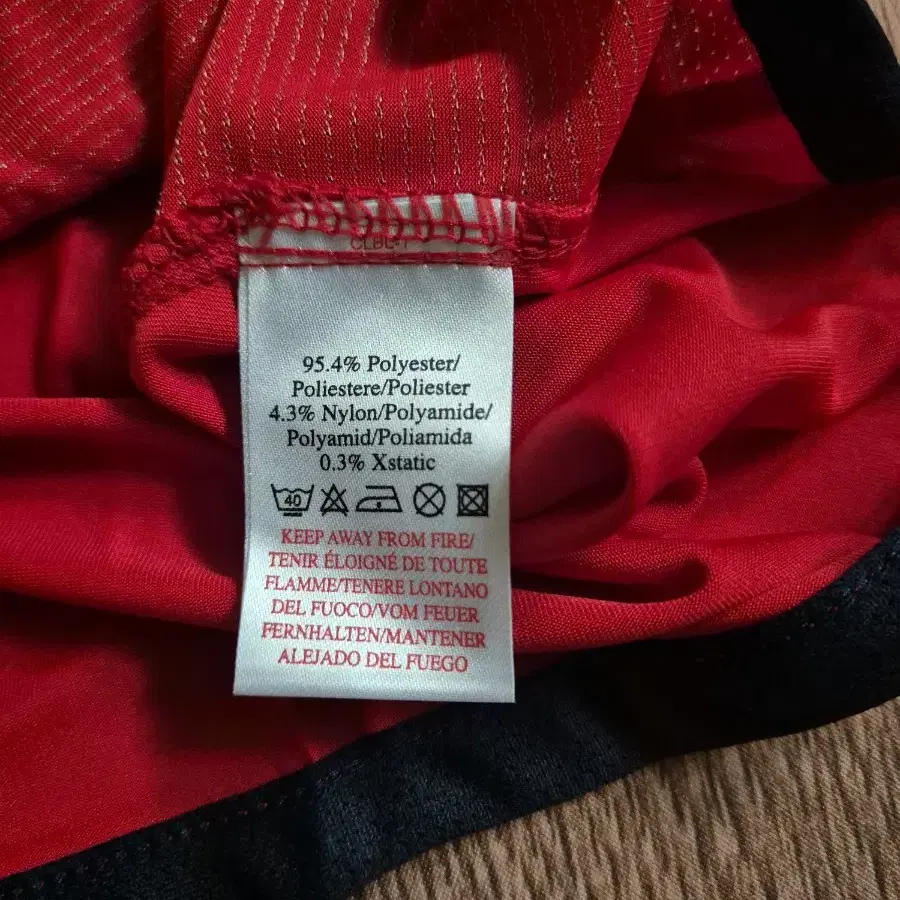 95.4% Polyester/
Poliestere/Poliester
4.3% Nylon/Polyamide/
Polyamid/Poliamida
0.3% Xstatic
40
KEEP AWAY FROM FIRE/
TENIR ÉLOIGNÉ DE TOUTE
FLAMME/TENERE LONTANO
DEL FUOCO/VOM FEUER
FERNHALTEN/MANTENER
ALEJADO DEL FUEGO